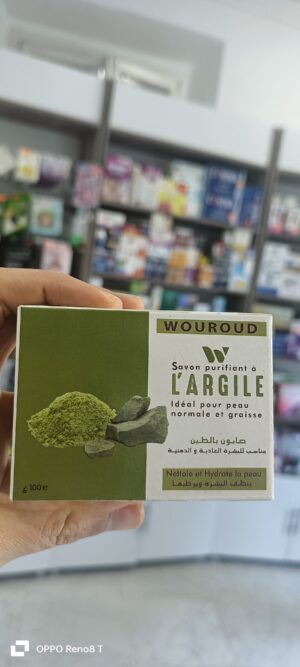 WOUROUD
W
Savon purifiant à
L'ARGILE
Idéal pour peau
normale et graisse
صابون بالطين
مناسب للبشرة العادية و الدهنية
Nettoie et Hydrate la peau
ينظف البشرة ويرطبها
غ 100 e
OPPO Reno8 T